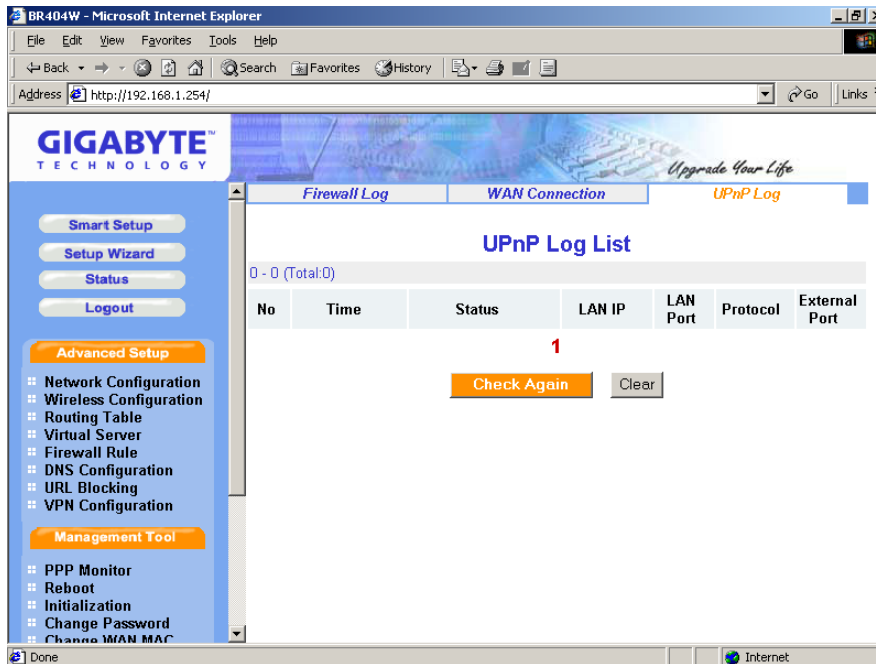 BR404W - Microsoft Internet Explorer
File Edit View Favorites Tools Help
Back Search Favorites History
Address http://192.168.1.254/ Go Links
GIGABYTE™
TECHNOLOGY
Upgrade Your Life
Firewall Log WAN Connection UPnP Log
Smart Setup
Setup Wizard
Status
Logout
Advanced Setup
Network Configuration
Wireless Configuration
Routing Table
Virtual Server
Firewall Rule
DNS Configuration
URL Blocking
VPN Configuration
Management Tool
PPP Monitor
Reboot
Initialization
Change Password
Change WAN MAC
UPnP Log List
0 - 0 (Total:0)
No Time Status LAN IP LAN Port Protocol External Port
1
Check Again Clear
Done Internet